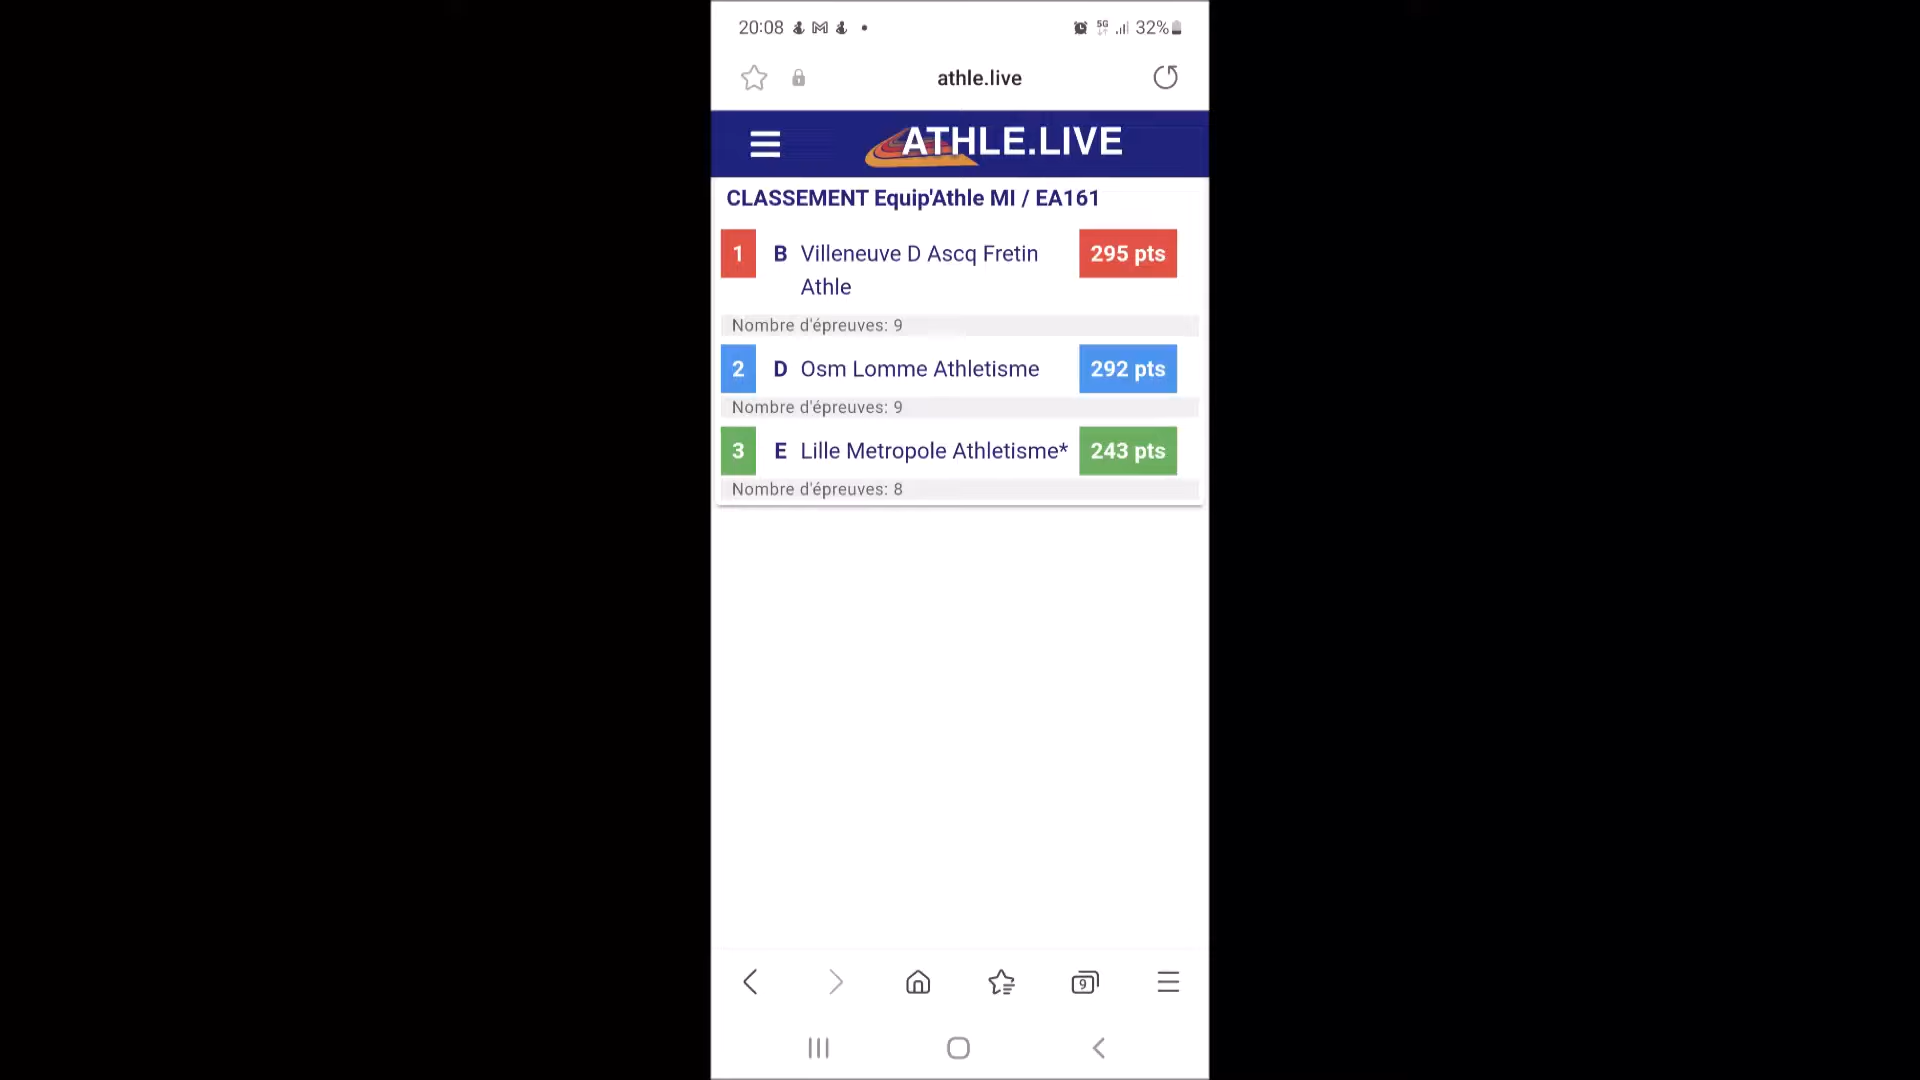 20:08
5G
32%
athle.live
ATHLE.LIVE
CLASSEMENT Equip'Athle MI / EA161
1 B Villeneuve D Ascq Fretin 295 pts
Athle
Nombre d'épreuves: 9
2 D Osm Lomme Athletisme 292 pts
Nombre d'épreuves: 9
3 E Lille Metropole Athletisme* 243 pts
Nombre d'épreuves: 8
9